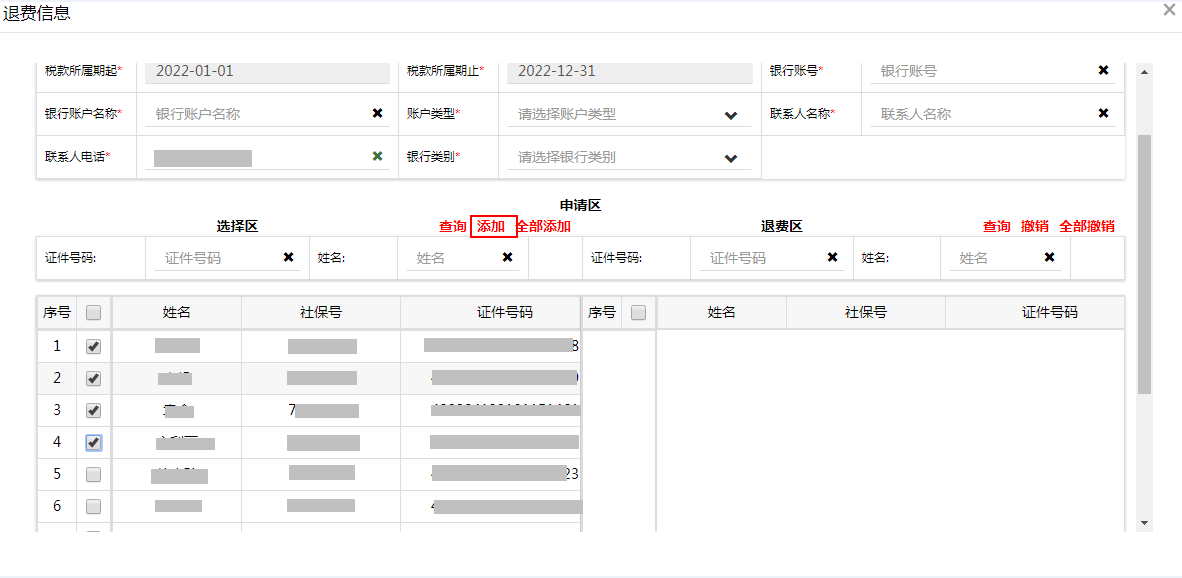 退费信息
税款所属期起* 2022-01-01 税款所属期止* 2022-12-31 银行账号* 银行账号
银行账户名称* 银行账户名称 账户类型* 请选择账户类型 联系人名称* 联系人名称
联系人电话* 银行类别* 请选择银行类别
申请区
选择区 查询 添加 全部添加 退费区 查询 撤销 全部撤销
证件号码: 证件号码 姓名: 姓名 证件号码: 证件号码 姓名: 姓名
序号 姓名 社保号 证件号码 序号 姓名 社保号 证件号码
1 8
2
3 7
4
5 23
6 4